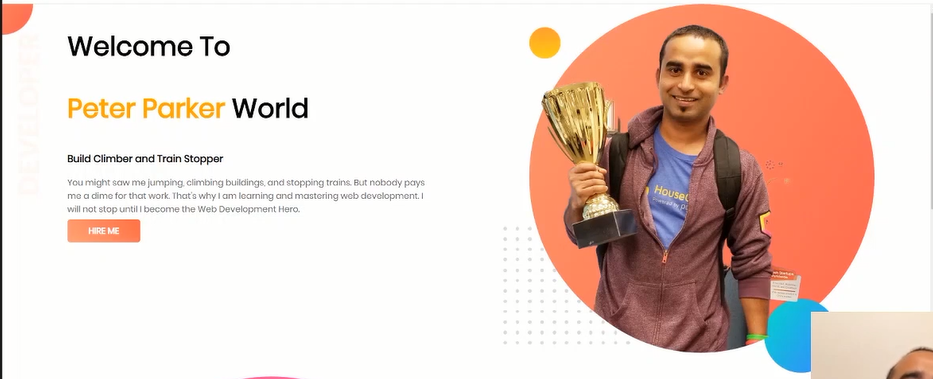 Welcome To
DEVELOPER
Peter Parker World
Build Climber and Train Stopper
You might saw me jumping, climbing buildings, and stopping trains. But nobody pays
me a dime for that work. That's why I am learning and mastering web development. I
will not stop until I become the Web Development Hero.
HIRE ME
House